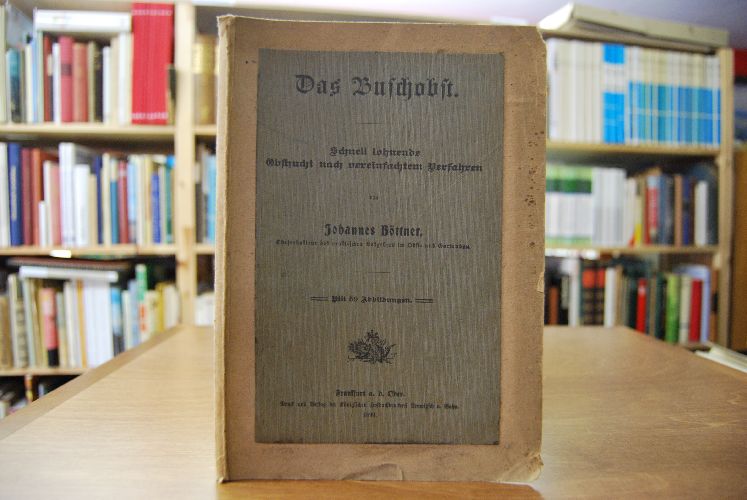 Das Buschobst.
Schnell lohnende
Obstzucht nach vereinfachtem Verfahren
von
Johannes Böttner,
Chefredakteur des praktischen Ratgebers im Obst- und Gartenbau.
Mit 59 Abbildungen.
Frankfurt a. d. Oder.
Druck und Verlag der Königlichen Hofbuchdruckerei Trowitzsch u. Sohn.